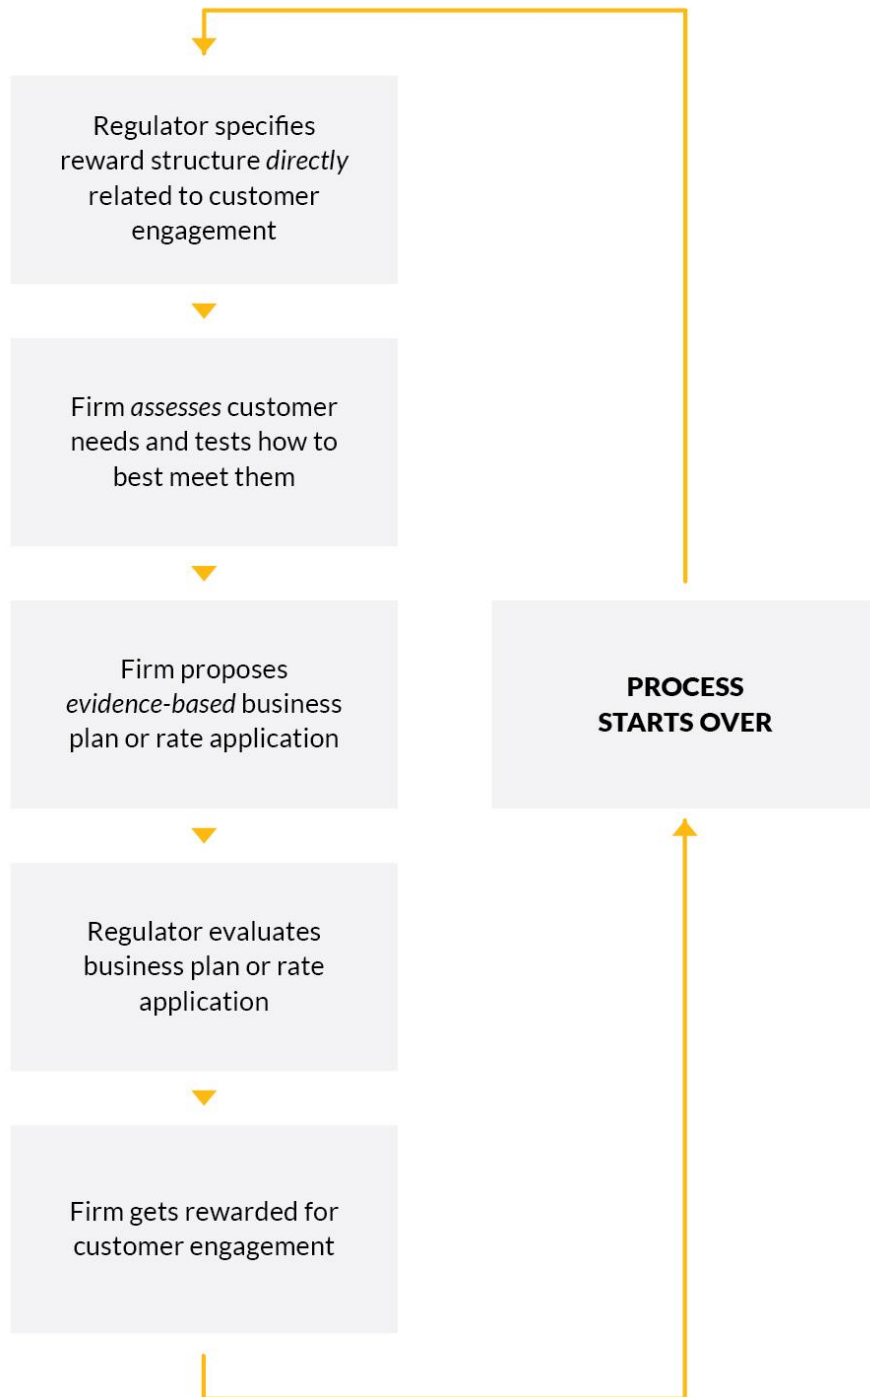 Regulator specifies
reward structure directly
related to customer
engagement
Firm assesses customer
needs and tests how to
best meet them
Firm proposes
evidence-based business
plan or rate application
PROCESS
STARTS OVER
Regulator evaluates
business plan or rate
application
Firm gets rewarded for
customer engagement